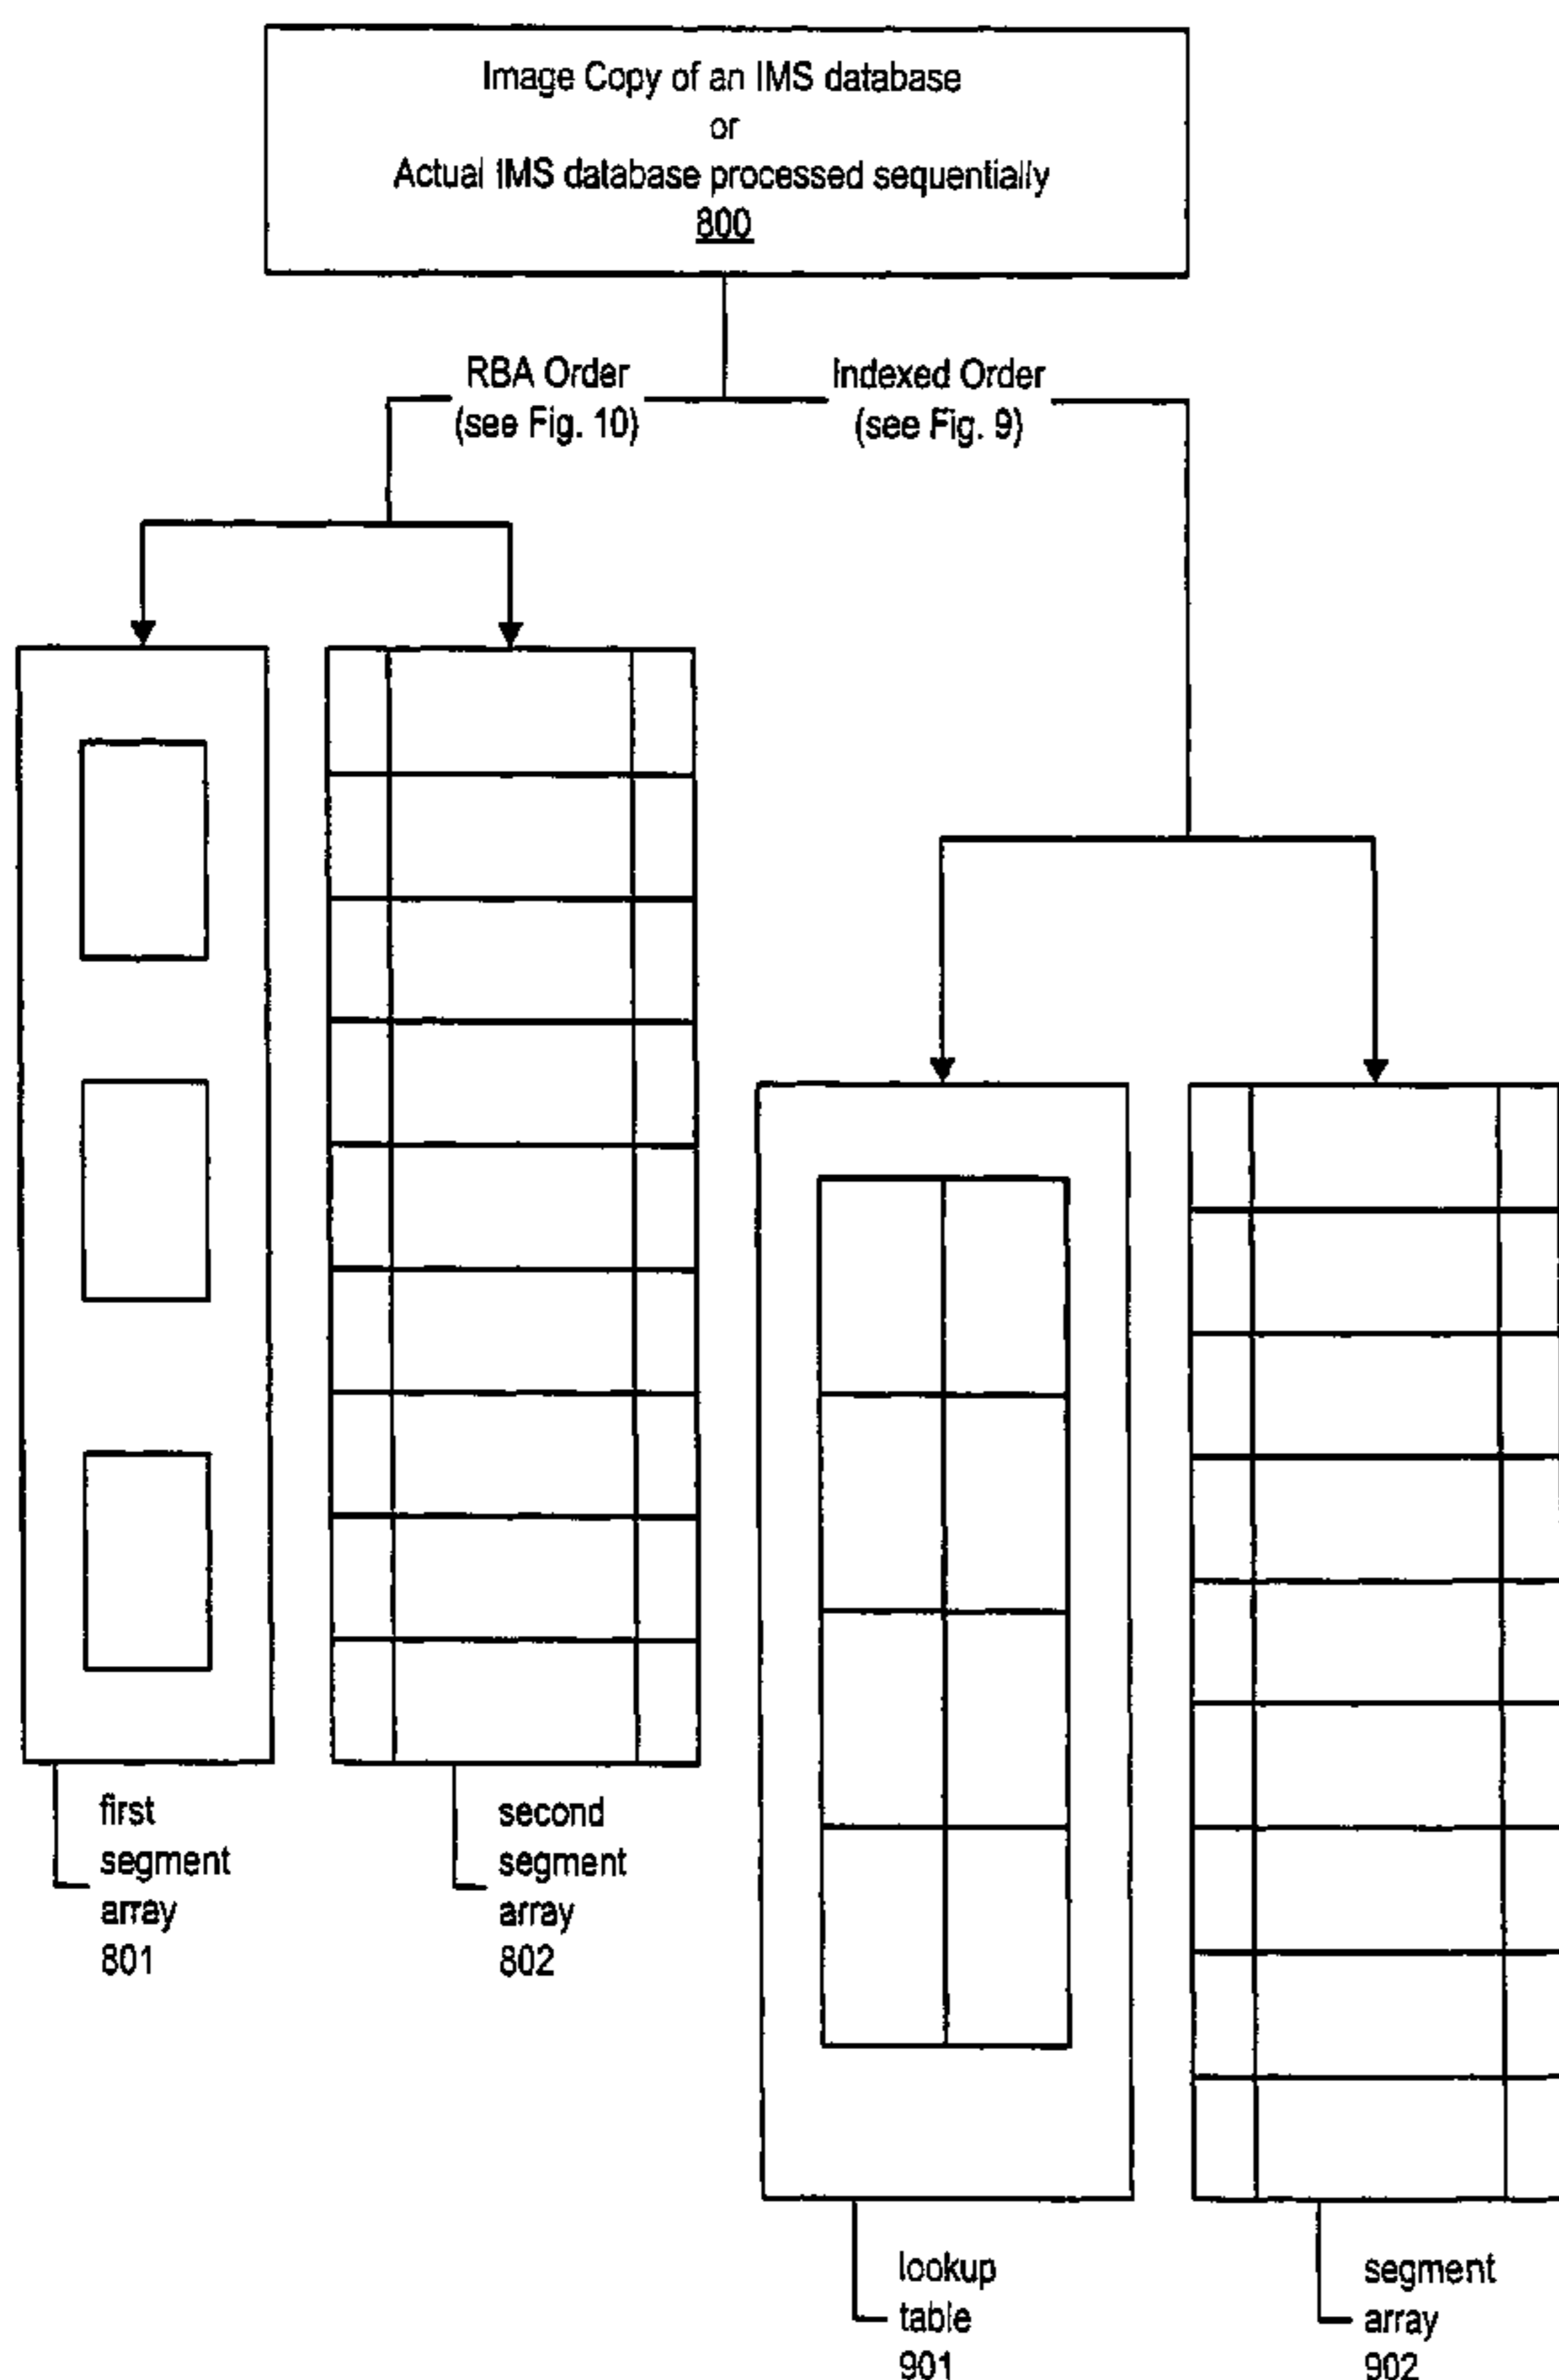 Image Copy of an IMS database
or
Actual IMS database processed sequentially
800
RBA Order
(see Fig. 10)
Indexed Order
(see Fig. 9)
first
segment
array
801
second
segment
array
802
lookup
table
901
segment
array
902